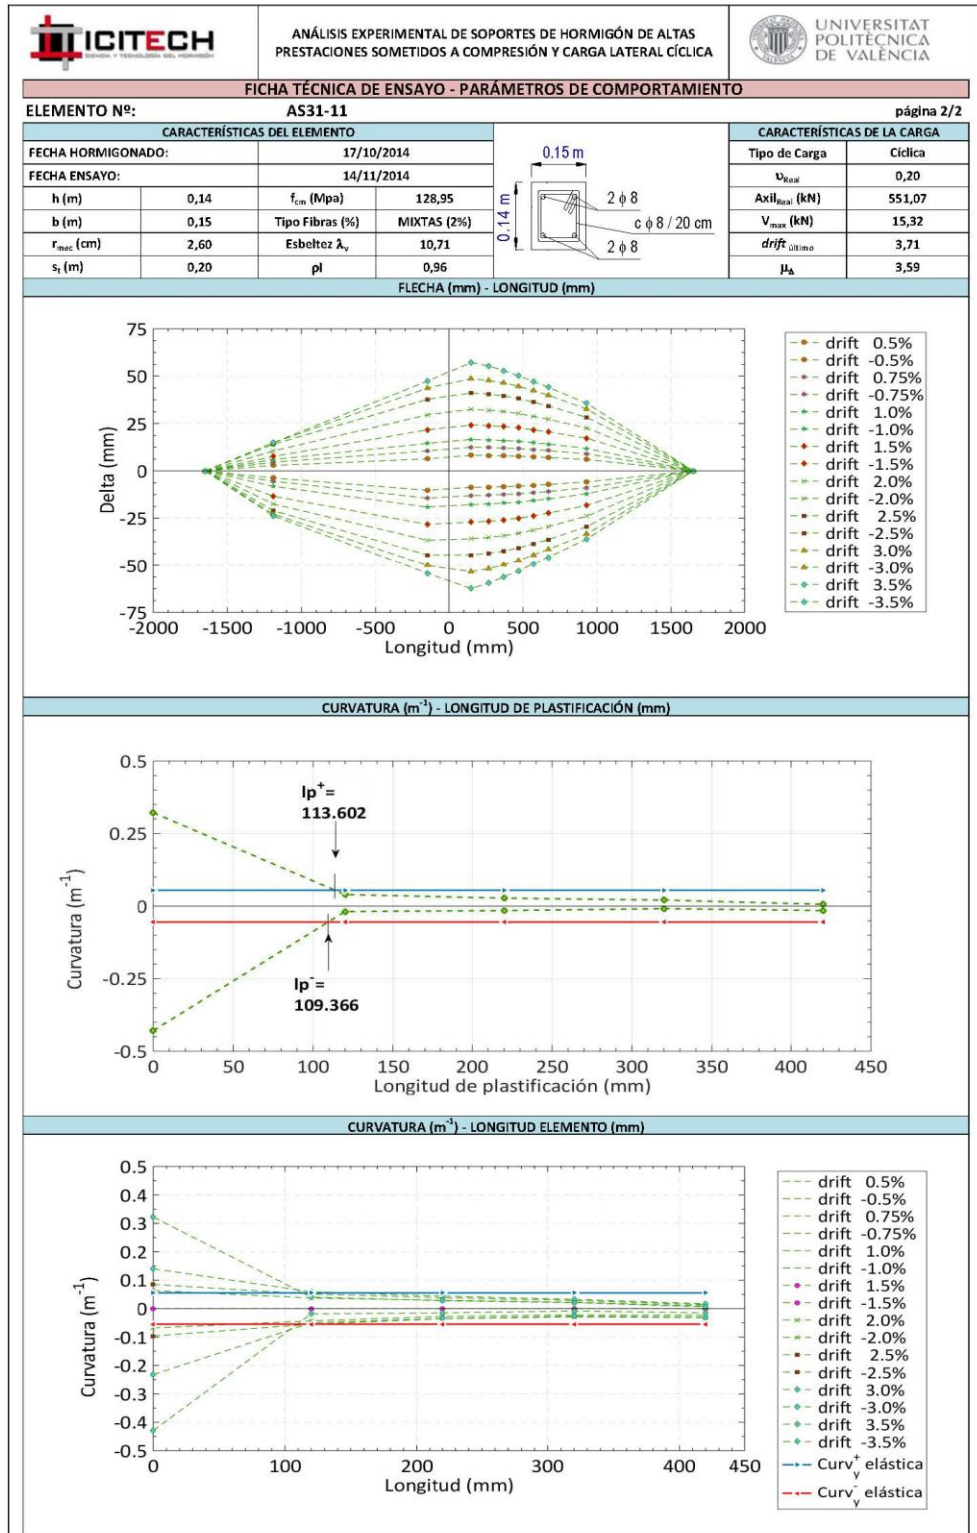 ICITECH
CIENCIA Y TECNOLOGÍA DEL HORMIGÓN
ANÁLISIS EXPERIMENTAL DE SOPORTES DE HORMIGÓN DE ALTAS
PRESTACIONES SOMETIDOS A COMPRESIÓN Y CARGA LATERAL CÍCLICA
UNIVERSITAT
POLITÈCNICA
DE VALÈNCIA
FICHA TÉCNICA DE ENSAYO - PARÁMETROS DE COMPORTAMIENTO
ELEMENTO Nº: AS31-11 página 2/2
CARACTERÍSTICAS DEL ELEMENTO
FECHA HORMIGONADO: 17/10/2014
FECHA ENSAYO: 14/11/2014
h (m) 0,14 fcm (Mpa) 128,95
b (m) 0,15 Tipo Fibras (%) MIXTAS (2%)
rmec (cm) 2,60 Esbeltez λv 10,71
st (m) 0,20 ρl 0,96
0.15 m
0.14 m
2 ϕ 8
c ϕ 8 / 20 cm
2 ϕ 8
CARACTERÍSTICAS DE LA CARGA
Tipo de Carga Cíclica
υReal 0,20
AxilReal (kN) 551,07
Vmax (kN) 15,32
drift último 3,71
μΔ 3,59
FLECHA (mm) - LONGITUD (mm)
Delta (mm)
75
50
25
0
-25
-50
-75
-2000 -1500 -1000 -500 0 500 1000 1500 2000
Longitud (mm)
drift 0.5%
drift -0.5%
drift 0.75%
drift -0.75%
drift 1.0%
drift -1.0%
drift 1.5%
drift -1.5%
drift 2.0%
drift -2.0%
drift 2.5%
drift -2.5%
drift 3.0%
drift -3.0%
drift 3.5%
drift -3.5%
CURVATURA (m⁻¹) - LONGITUD DE PLASTIFICACIÓN (mm)
Curvatura (m⁻¹)
0.5
0.25
0
-0.25
-0.5
lp⁺=
113.602
lp⁻=
109.366
0 50 100 150 200 250 300 350 400 450
Longitud de plastificación (mm)
CURVATURA (m⁻¹) - LONGITUD ELEMENTO (mm)
Curvatura (m⁻¹)
0.5
0.4
0.3
0.2
0.1
0
-0.1
-0.2
-0.3
-0.4
-0.5
0 100 200 300 400 450
Longitud (mm)
drift 0.5%
drift -0.5%
drift 0.75%
drift -0.75%
drift 1.0%
drift -1.0%
drift 1.5%
drift -1.5%
drift 2.0%
drift -2.0%
drift 2.5%
drift -2.5%
drift 3.0%
drift -3.0%
drift 3.5%
drift -3.5%
Curv⁺y elástica
Curv⁻y elástica